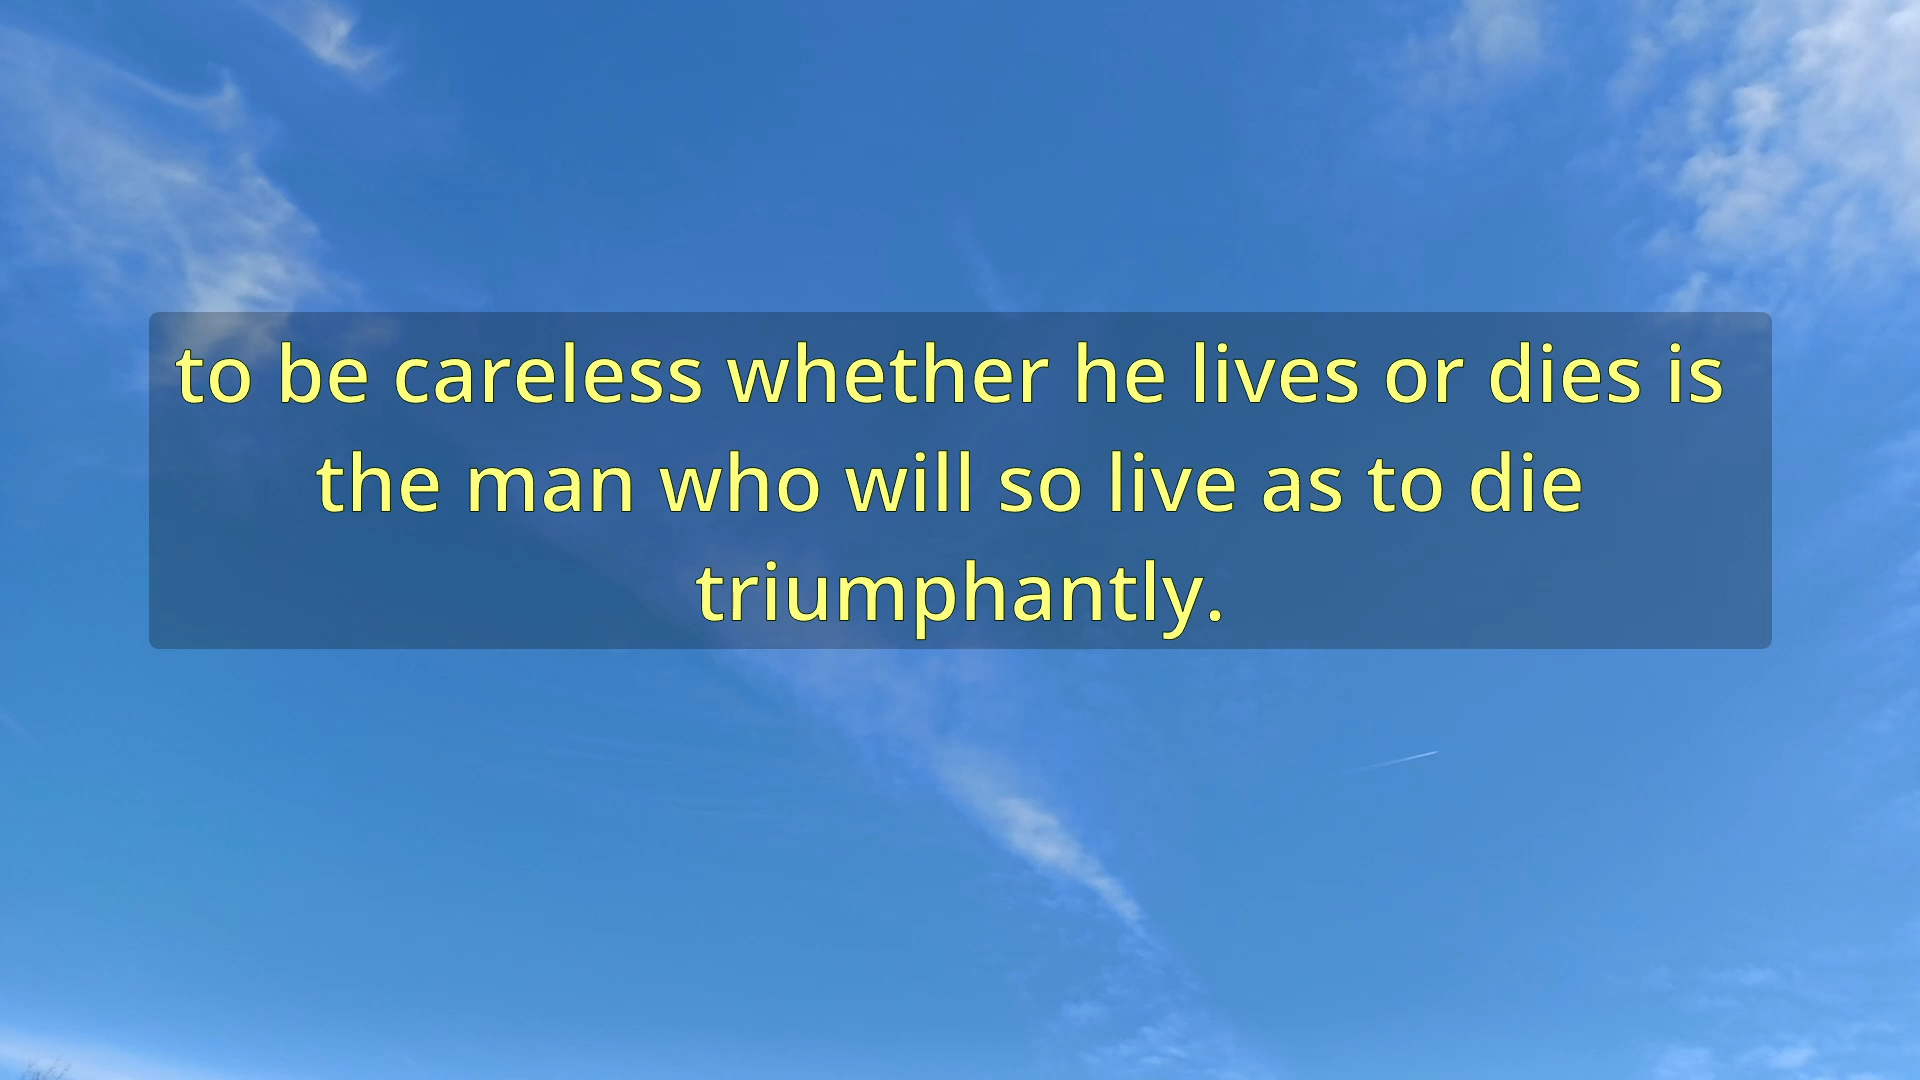 to be careless whether he lives or dies is
the man who will so live as to die
triumphantly.